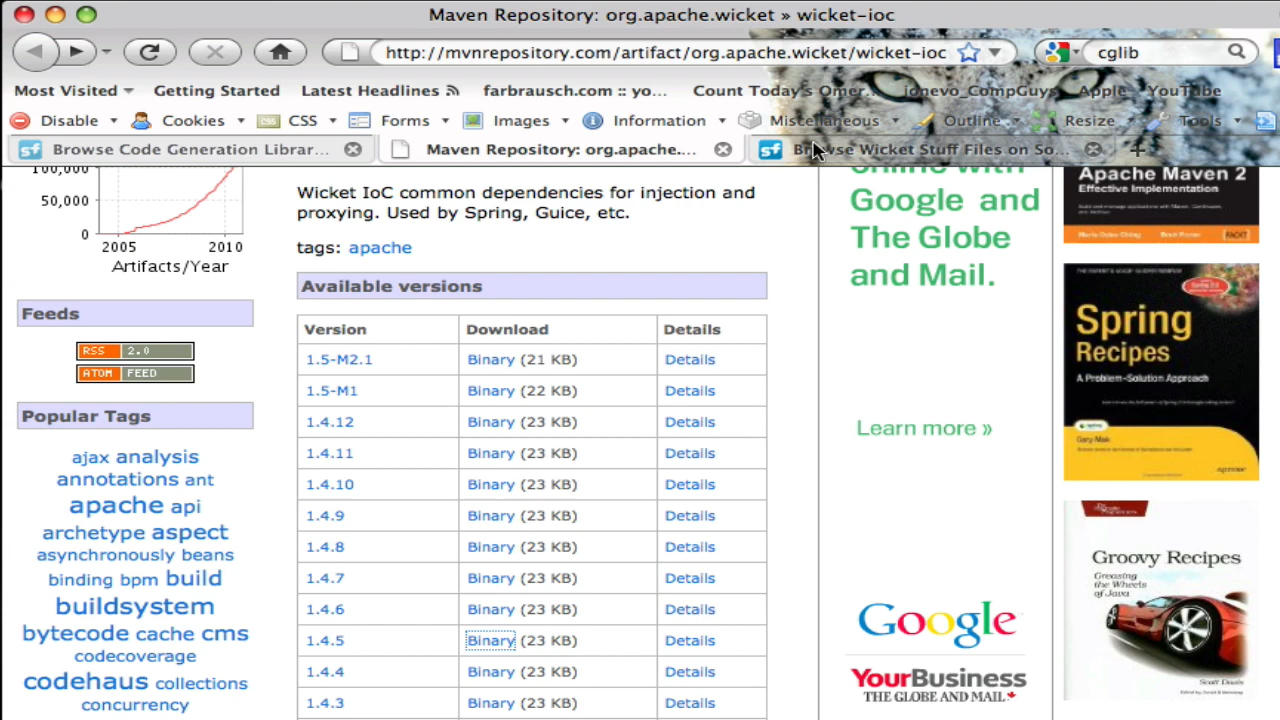 Maven Repository: org.apache.wicket » wicket-ioc
http://mvnrepository.com/artifact/org.apache.wicket/wicket-ioc
cglib
Most Visited
Getting Started
Latest Headlines
farbrausch.com :: yo...
Count Today's Omer...
jonevo_CompGuys
Apple
YouTube
Disable
Cookies
CSS
Forms
Images
Information
Miscellaneous
Outline
Resize
Tools
Browse Code Generation Librar...
Maven Repository: org.apache....
Browse Wicket Stuff Files on So...
100,000
50,000
0
2005 2010
Artifacts/Year
Feeds
RSS 2.0
ATOM FEED
Popular Tags
ajax analysis
annotations ant
apache api
archetype aspect
asynchronously beans
binding bpm build
buildsystem
bytecode cache cms
codecoverage
codehaus collections
concurrency
Wicket IoC common dependencies for injection and
proxying. Used by Spring, Guice, etc.
tags: apache
Available versions
Version Download Details
1.5-M2.1 Binary (21 KB) Details
1.5-M1 Binary (22 KB) Details
1.4.12 Binary (23 KB) Details
1.4.11 Binary (23 KB) Details
1.4.10 Binary (23 KB) Details
1.4.9 Binary (23 KB) Details
1.4.8 Binary (23 KB) Details
1.4.7 Binary (23 KB) Details
1.4.6 Binary (23 KB) Details
1.4.5 Binary (23 KB) Details
1.4.4 Binary (23 KB) Details
1.4.3 Binary (23 KB) Details
Online with
Google and
The Globe
and Mail.
Learn more »
Google
YourBusiness
THE GLOBE AND MAIL
Apache Maven 2
Effective Implementation
PACKT
Spring
Recipes
A Problem-Solution Approach
Gary Mak
apress
Groovy Recipes
Greasing
the Wheels
of Java
Scott Davis